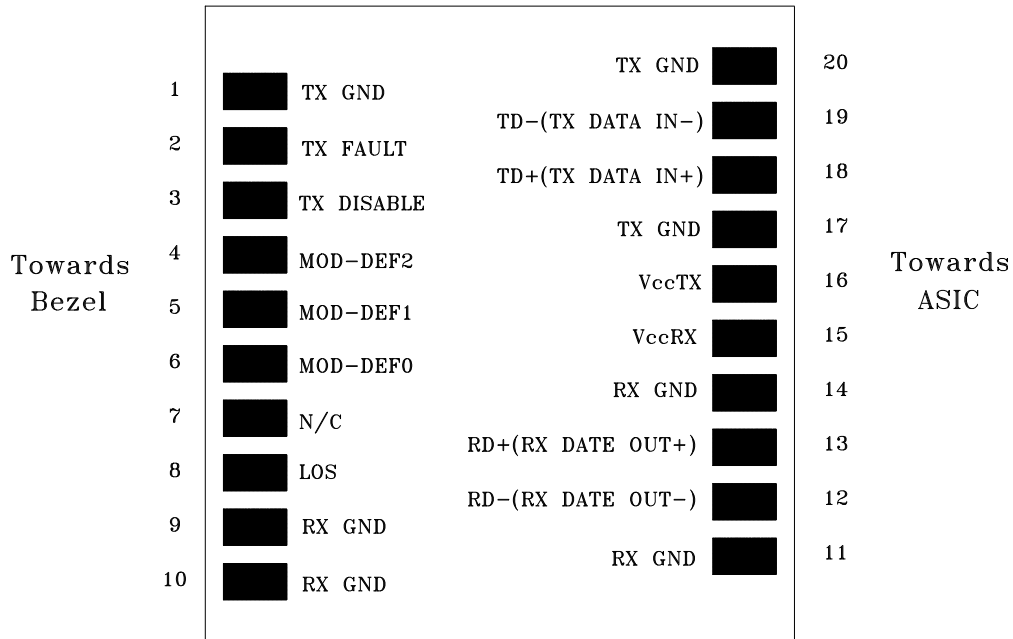 20
TX GND
1
TX GND
19
TD-(TX DATA IN-)
2
TX FAULT
18
TD+(TX DATA IN+)
3
TX DISABLE
17
TX GND
4
MOD-DEF2
16
VccTX
Towards
Bezel
Towards
ASIC
5
MOD-DEF1
15
VccRX
6
MOD-DEF0
14
RX GND
7
N/C
13
RD+(RX DATE OUT+)
8
LOS
12
RD-(RX DATE OUT-)
9
RX GND
11
RX GND
10
RX GND